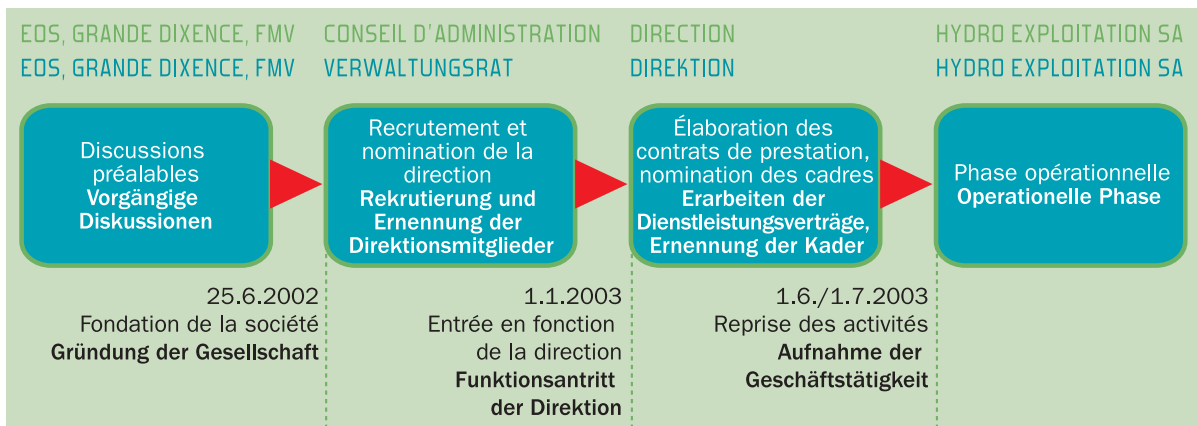 EOS, GRANDE DIXENCE, FMV
EOS, GRANDE DIXENCE, FMV
CONSEIL D'ADMINISTRATION
VERWALTUNGSRAT
DIRECTION
DIREKTION
HYDRO EXPLOITATION SA
HYDRO EXPLOITATION SA
Discussions
préalables
Vorgängige
Diskussionen
Recrutement et
nomination de la
direction
Rekrutierung und
Ernennung der
Direktionsmitglieder
Élaboration des
contrats de prestation,
nomination des cadres
Erarbeiten der
Dienstleistungsverträge,
Ernennung der Kader
Phase opérationnelle
Operationelle Phase
25.6.2002
Fondation de la société
Gründung der Gesellschaft
1.1.2003
Entrée en fonction
de la direction
Funktionsantritt
der Direktion
1.6./1.7.2003
Reprise des activités
Aufnahme der
Geschäftstätigkeit